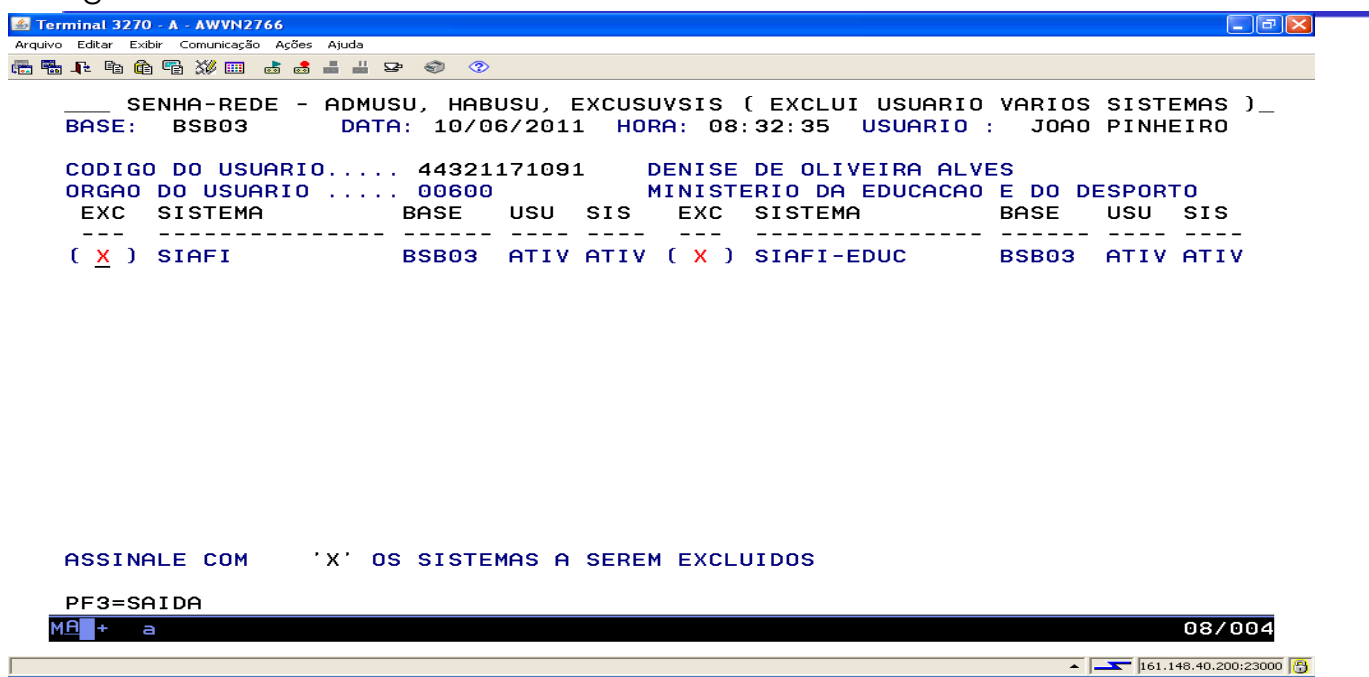 Terminal 3270 - A - AWVN2766
Arquivo Editar Exibir Comunicação Ações Ajuda
___ SENHA-REDE - ADMUSU, HABUSU, EXCUSUVSIS ( EXCLUI USUARIO VARIOS SISTEMAS )_
BASE: BSB03 DATA: 10/06/2011 HORA: 08:32:35 USUARIO : JOAO PINHEIRO
CODIGO DO USUARIO..... 44321171091 DENISE DE OLIVEIRA ALVES
ORGAO DO USUARIO ..... 00600 MINISTERIO DA EDUCACAO E DO DESPORTO
EXC SISTEMA BASE USU SIS EXC SISTEMA BASE USU SIS
--- --------------- ------ ---- ---- --- --------------- ------ ---- ----
( X ) SIAFI BSB03 ATIV ATIV ( X ) SIAFI-EDUC BSB03 ATIV ATIV
ASSINALE COM 'X' OS SISTEMAS A SEREM EXCLUIDOS
PF3=SAIDA
MA + a 08/004
161.148.40.200:23000